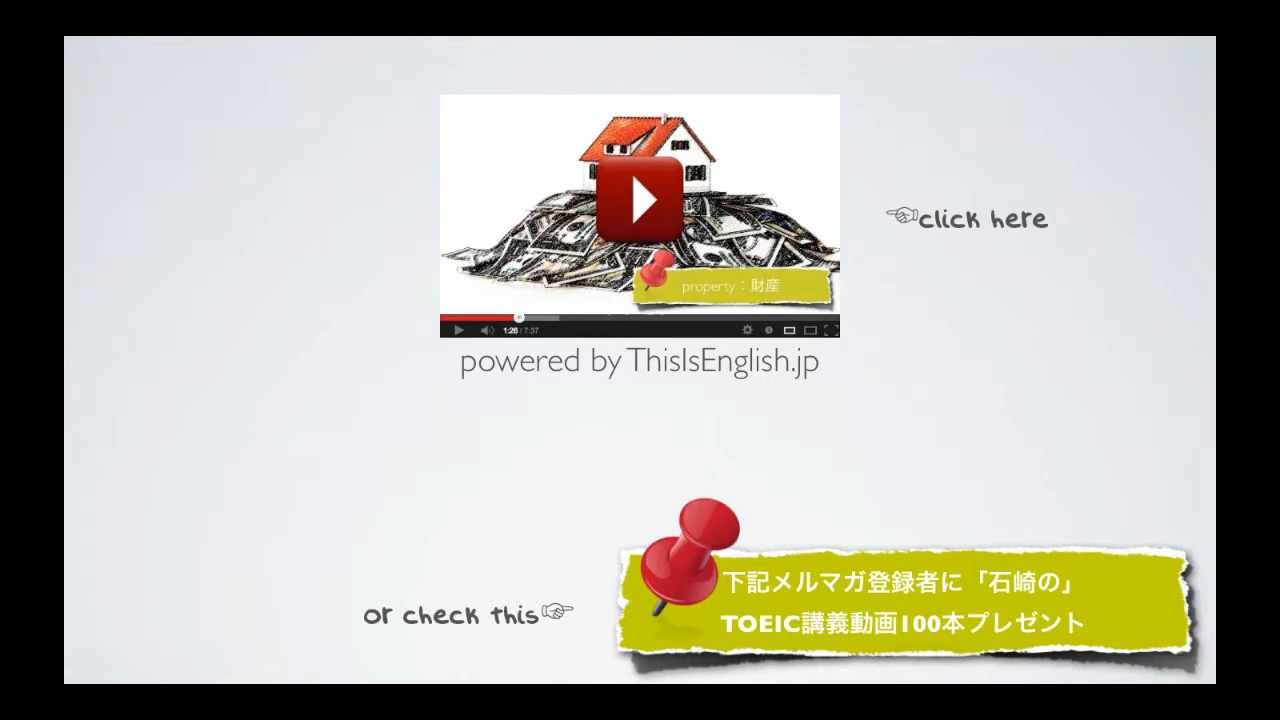 ☜click here
property：財産
1:26 / 7:37
powered by ThisIsEnglish.jp
下記メルマガ登録者に「石崎の」
or check this☞
TOEIC講義動画100本プレゼント